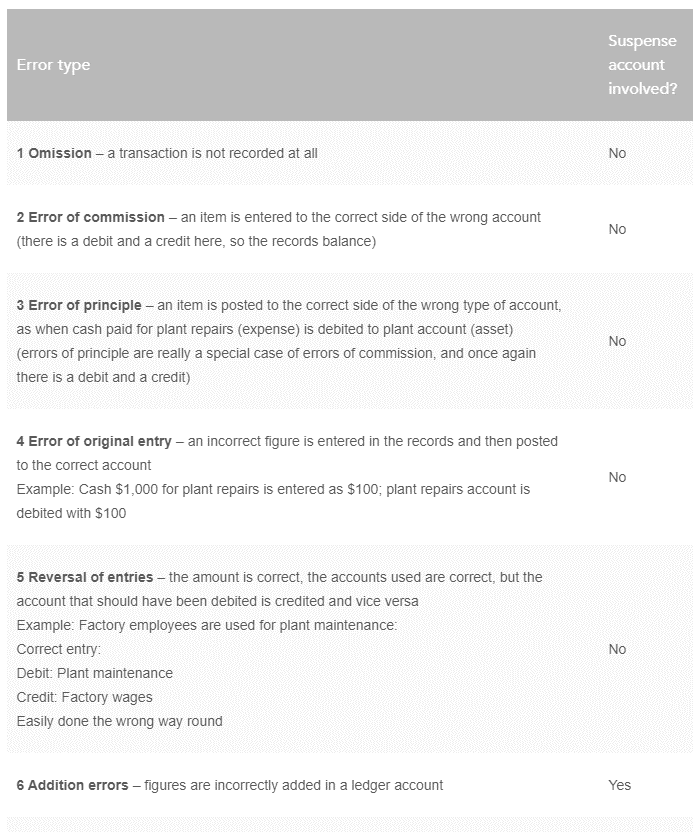 Error type
Suspense
account
involved?
1 Omission – a transaction is not recorded at all
No
2 Error of commission – an item is entered to the correct side of the wrong account
(there is a debit and a credit here, so the records balance)
No
3 Error of principle – an item is posted to the correct side of the wrong type of account,
as when cash paid for plant repairs (expense) is debited to plant account (asset)
(errors of principle are really a special case of errors of commission, and once again
there is a debit and a credit)
No
4 Error of original entry – an incorrect figure is entered in the records and then posted
to the correct account
Example: Cash $1,000 for plant repairs is entered as $100; plant repairs account is
debited with $100
No
5 Reversal of entries – the amount is correct, the accounts used are correct, but the
account that should have been debited is credited and vice versa
Example: Factory employees are used for plant maintenance:
Correct entry:
Debit: Plant maintenance
Credit: Factory wages
Easily done the wrong way round
No
6 Addition errors – figures are incorrectly added in a ledger account
Yes